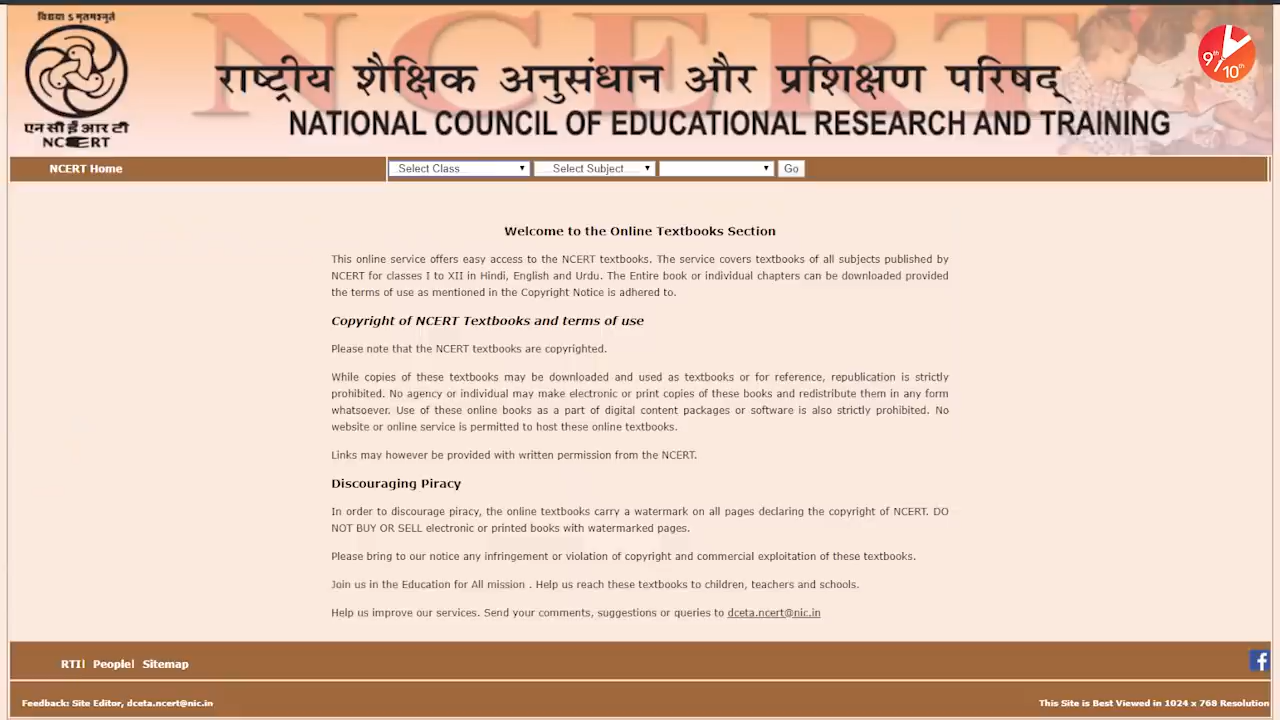 विद्यया ऽ मृतमश्नुते
एन सी ई आर टी
NCERT
राष्ट्रीय शैक्षिक अनुसंधान और प्रशिक्षण परिषद्
NATIONAL COUNCIL OF EDUCATIONAL RESEARCH AND TRAINING
NCERT
9th 10th
NCERT Home
Select Class
Select Subject
Go
Welcome to the Online Textbooks Section
This online service offers easy access to the NCERT textbooks. The service covers textbooks of all subjects published by
NCERT for classes I to XII in Hindi, English and Urdu. The Entire book or individual chapters can be downloaded provided
the terms of use as mentioned in the Copyright Notice is adhered to.
Copyright of NCERT Textbooks and terms of use
Please note that the NCERT textbooks are copyrighted.
While copies of these textbooks may be downloaded and used as textbooks or for reference, republication is strictly
prohibited. No agency or individual may make electronic or print copies of these books and redistribute them in any form
whatsoever. Use of these online books as a part of digital content packages or software is also strictly prohibited. No
website or online service is permitted to host these online textbooks.
Links may however be provided with written permission from the NCERT.
Discouraging Piracy
In order to discourage piracy, the online textbooks carry a watermark on all pages declaring the copyright of NCERT. DO
NOT BUY OR SELL electronic or printed books with watermarked pages.
Please bring to our notice any infringement or violation of copyright and commercial exploitation of these textbooks.
Join us in the Education for All mission . Help us reach these textbooks to children, teachers and schools.
Help us improve our services. Send your comments, suggestions or queries to dceta.ncert@nic.in
RTI| People| Sitemap
Feedback: Site Editor, dceta.ncert@nic.in
This Site is Best Viewed in 1024 x 768 Resolution